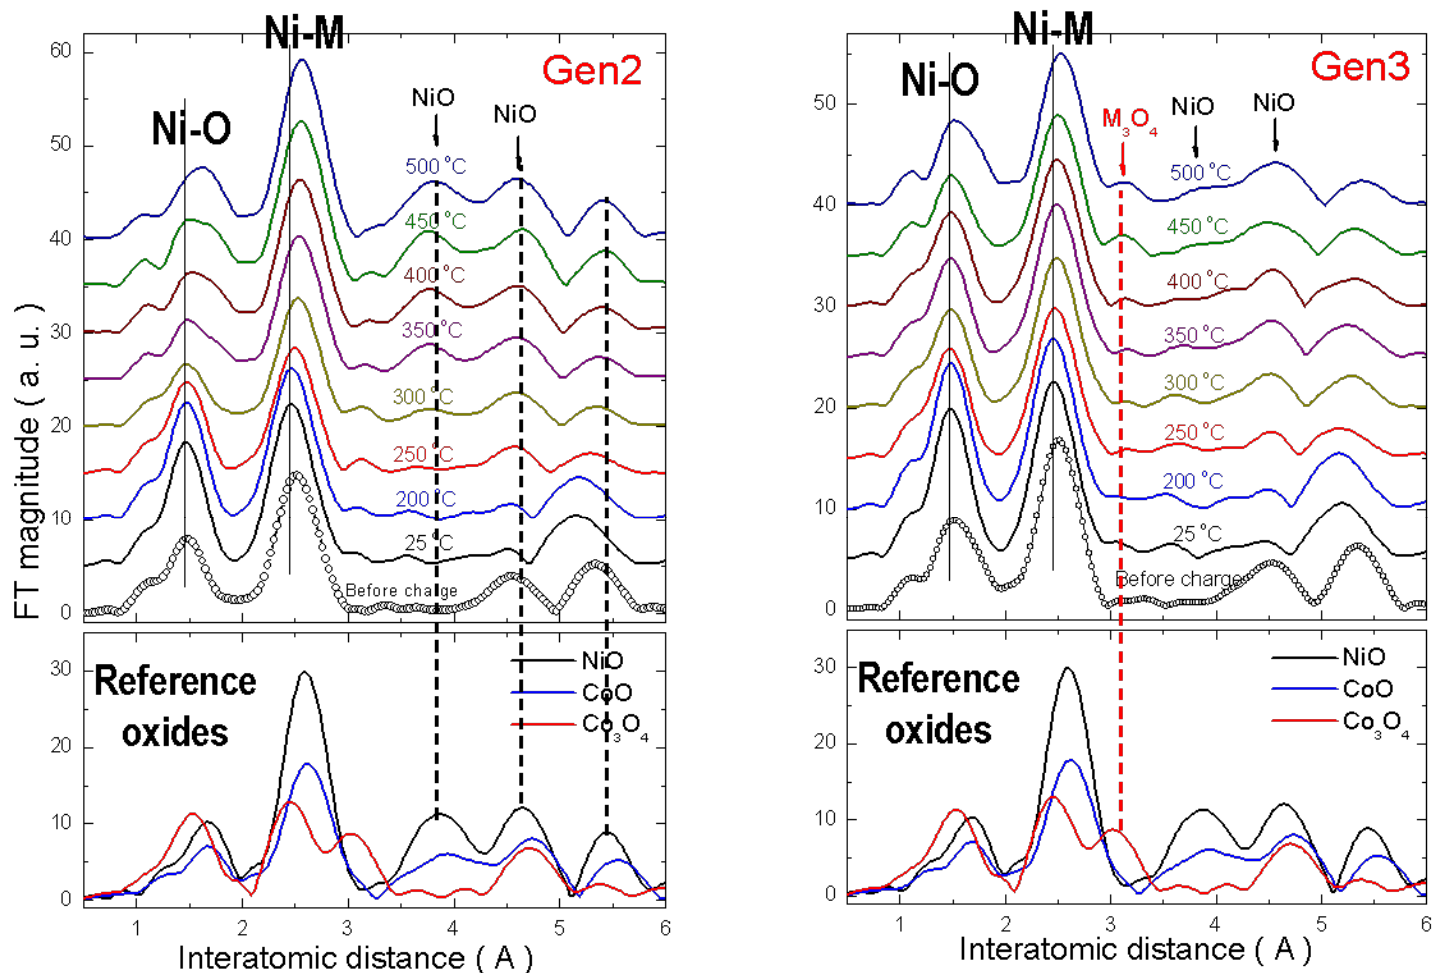 Ni-M
Gen2
Ni-O
NiO
NiO
500 °C
450 °C
400 °C
350 °C
300 °C
250 °C
200 °C
25 °C
Before charge
60
50
40
30
20
10
0
FT magnitude ( a. u. )
Reference
oxides
NiO
CoO
Co3O4
30
20
10
0
1 2 3 4 5 6
Interatomic distance ( A )
Ni-M
Gen3
Ni-O
M3O4
NiO
NiO
500 °C
450 °C
400 °C
350 °C
300 °C
250 °C
200 °C
25 °C
Before charge
50
40
30
20
10
0
Reference
oxides
NiO
CoO
Co3O4
30
20
10
0
1 2 3 4 5 6
Interatomic distance ( A )